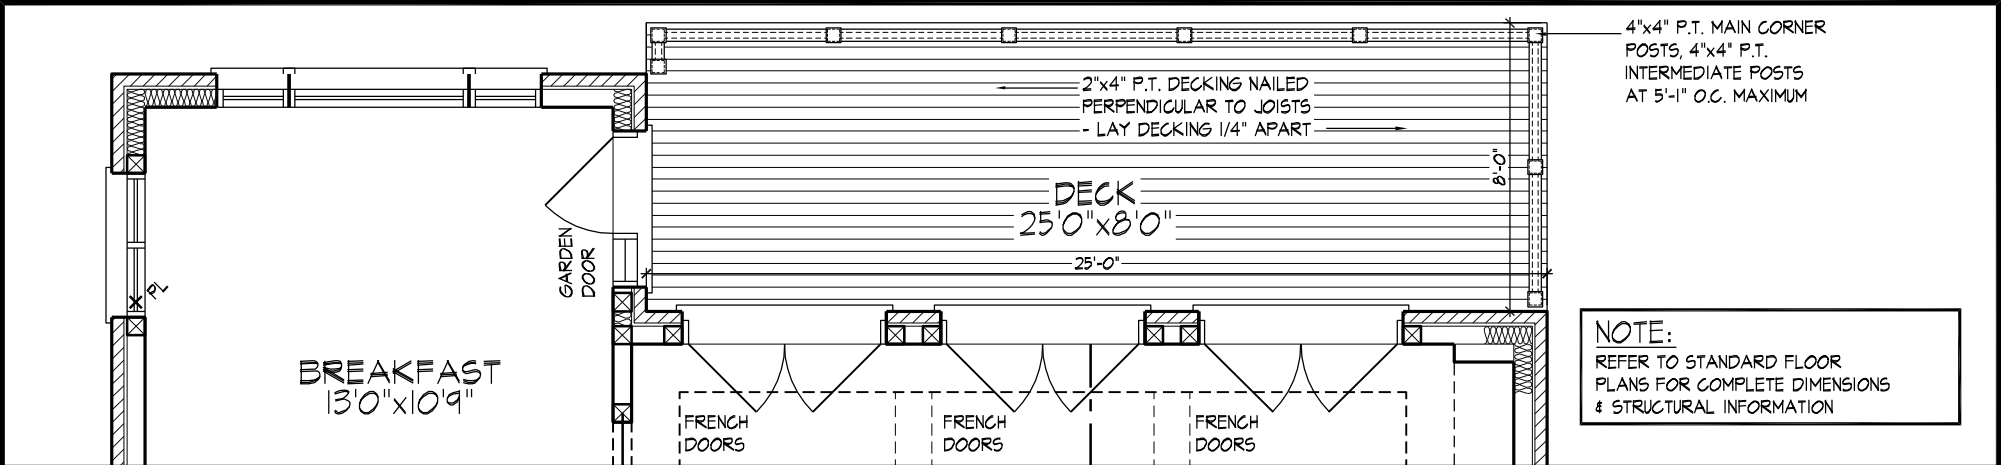 4"x4" P.T. MAIN CORNER
POSTS, 4"x4" P.T.
INTERMEDIATE POSTS
AT 5'-1" O.C. MAXIMUM
2"x4" P.T. DECKING NAILED
PERPENDICULAR TO JOISTS
- LAY DECKING 1/4" APART
8'-0"
DECK
25'0"x8'0"
25'-0"
GARDEN
DOOR
PL
BREAKFAST
13'0"x10'9"
FRENCH
DOORS
FRENCH
DOORS
FRENCH
DOORS
NOTE:
REFER TO STANDARD FLOOR
PLANS FOR COMPLETE DIMENSIONS
& STRUCTURAL INFORMATION